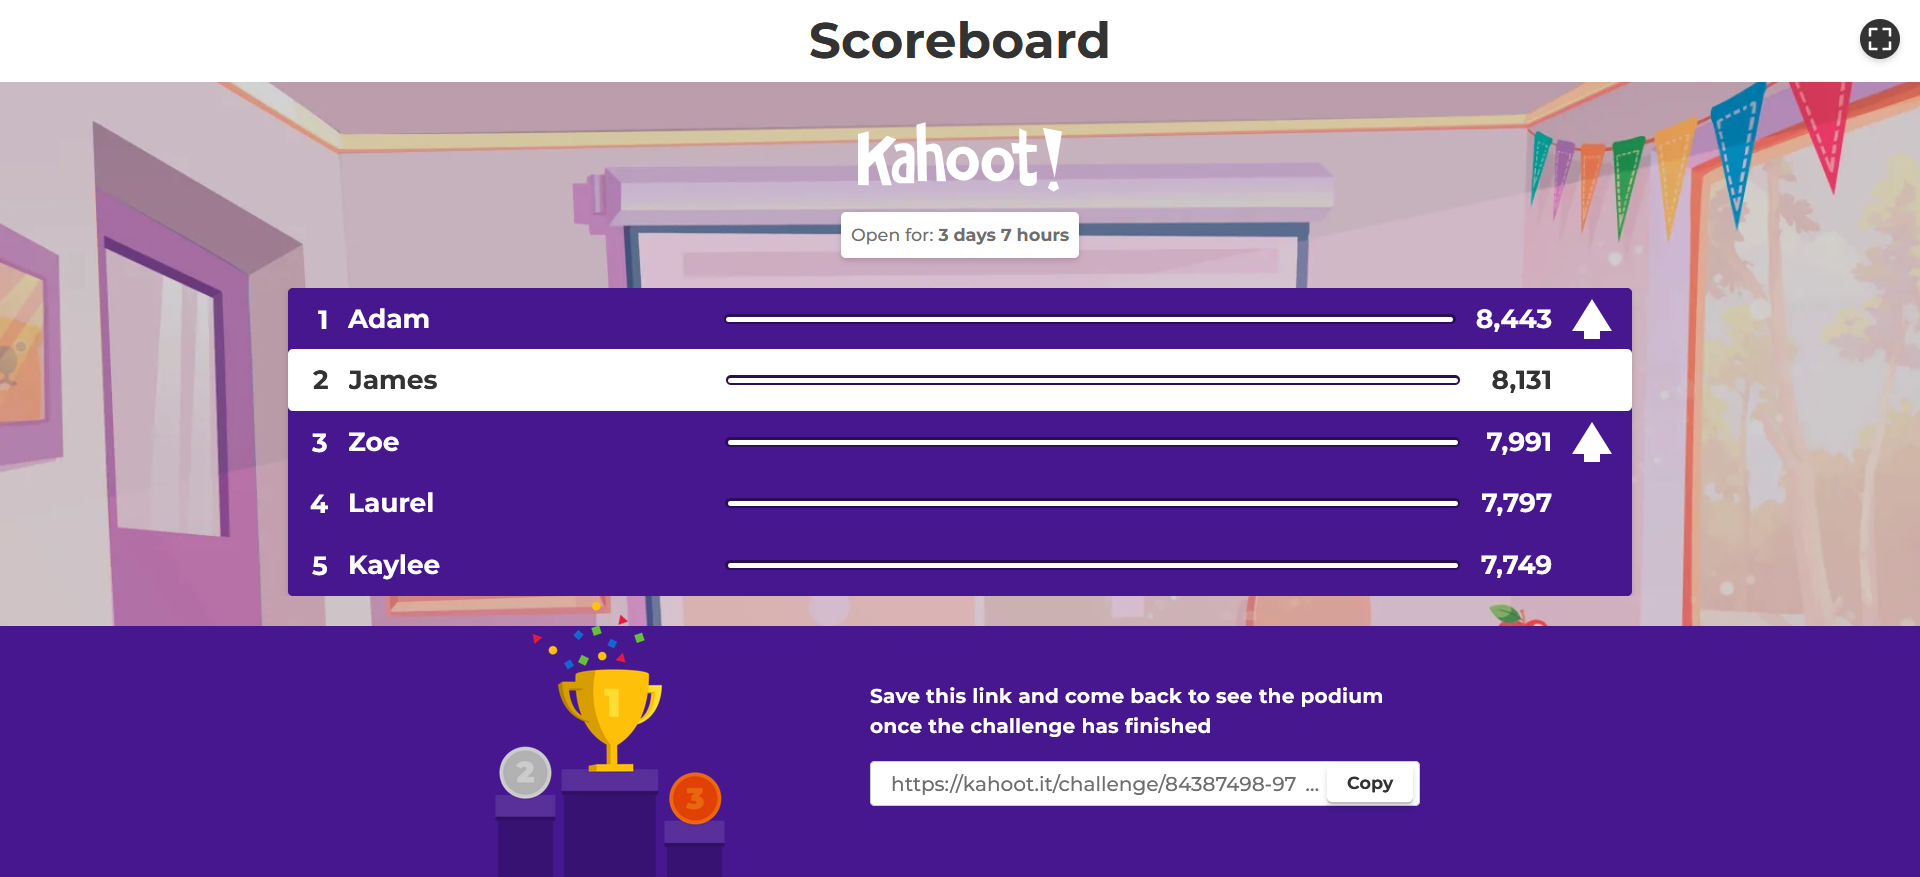 Scoreboard
Kahoot!
Open for: 3 days 7 hours
1 Adam 8,443
2 James 8,131
3 Zoe 7,991
4 Laurel 7,797
5 Kaylee 7,749
1
2
3
Save this link and come back to see the podium
once the challenge has finished
https://kahoot.it/challenge/84387498-97 ... Copy